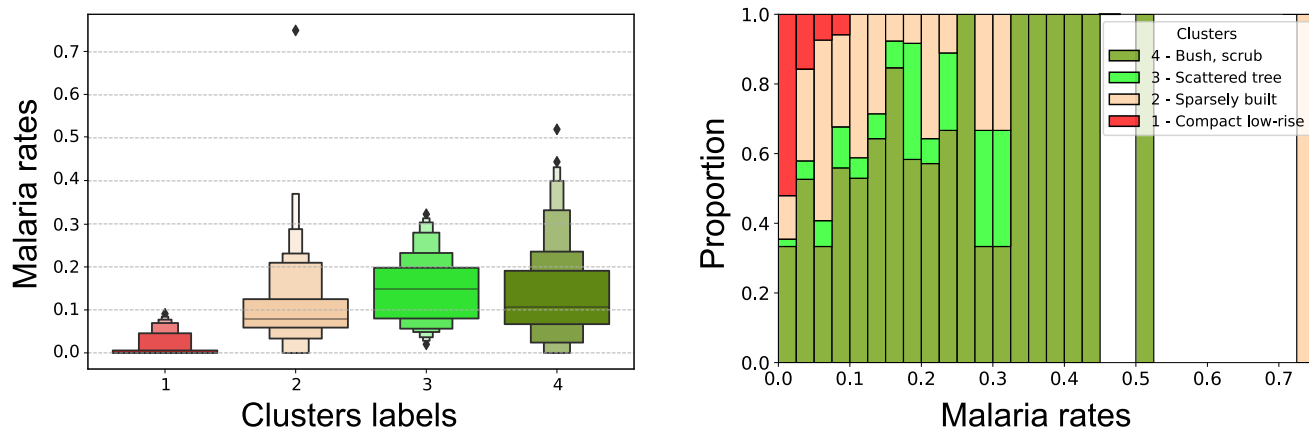 Malaria rates
0.7
0.6
0.5
0.4
0.3
0.2
0.1
0.0
1 2 3 4
Clusters labels
Proportion
1.0
0.8
0.6
0.4
0.2
0.0
Clusters
4 - Bush, scrub
3 - Scattered tree
2 - Sparsely built
1 - Compact low-rise
0.0 0.1 0.2 0.3 0.4 0.5 0.6 0.7
Malaria rates